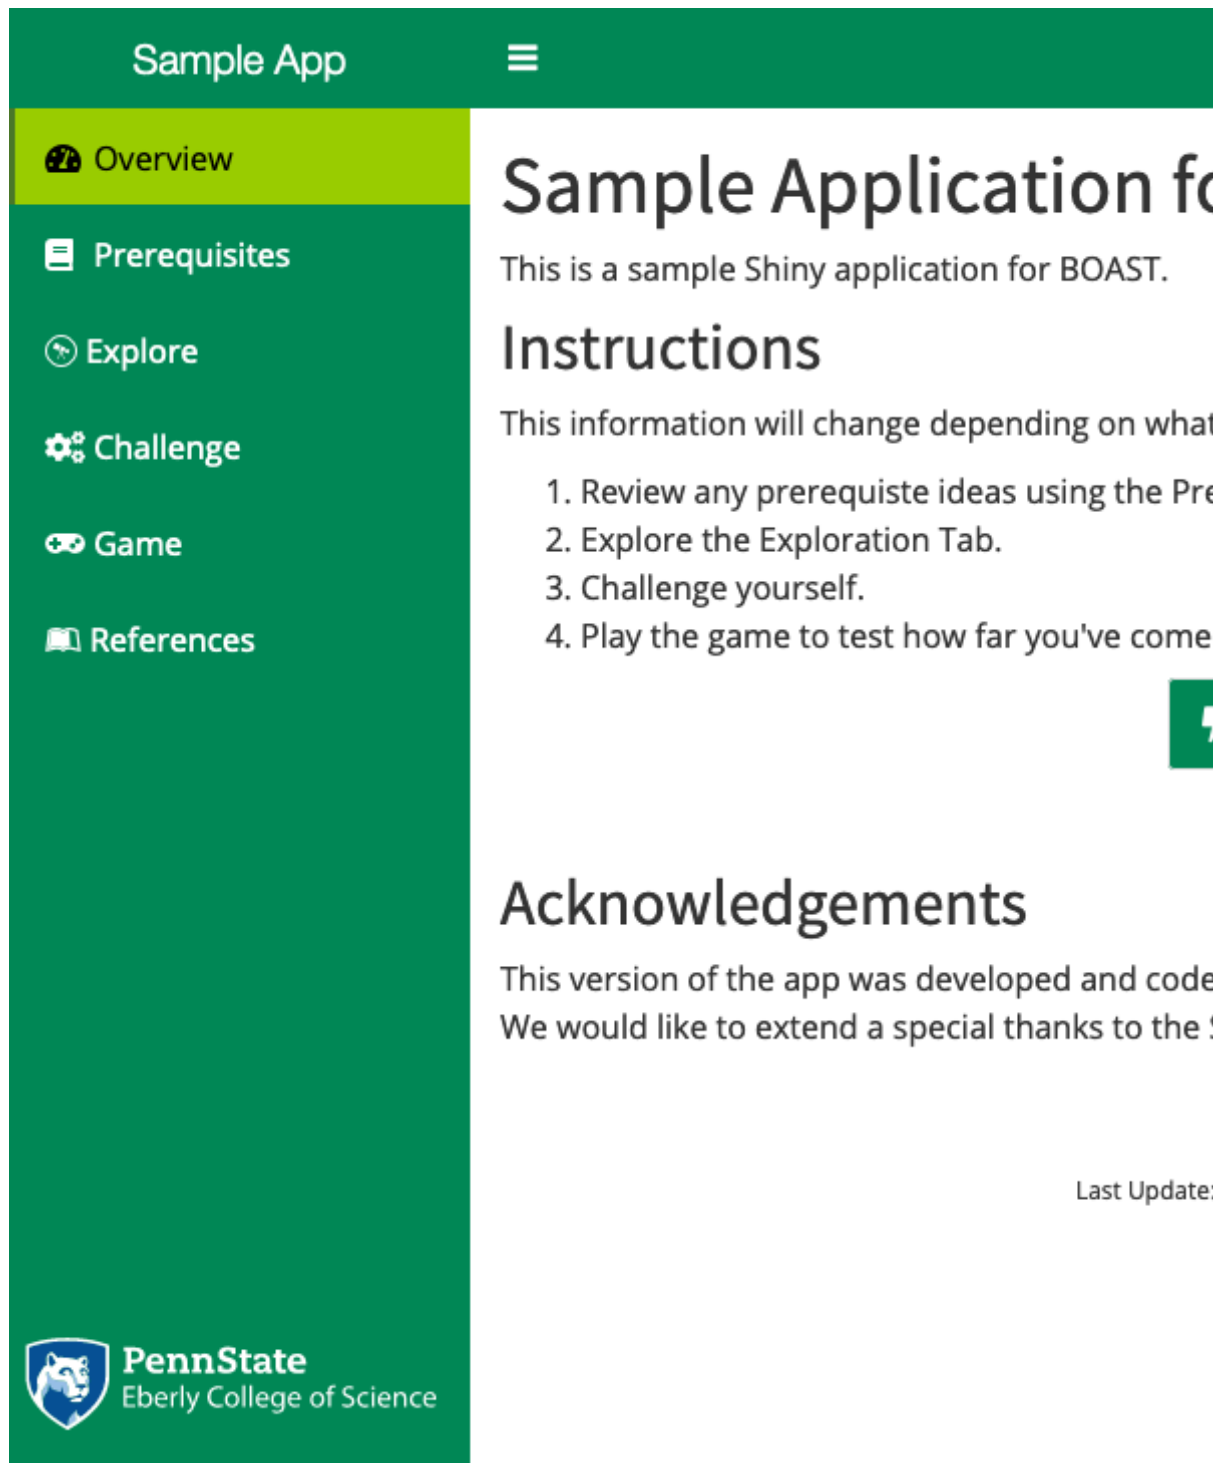 Sample App
Overview
Prerequisites
Explore
Challenge
Game
References
PennState
Eberly College of Science
Sample Application
This is a sample Shiny application for BOAST.
Instructions
This information will change depending on what
1. Review any prerequiste ideas using the
2. Explore the Exploration Tab.
3. Challenge yourself.
4. Play the game to test how far you've come
Acknowledgements
This version of the app was developed and
We would like to extend a special thanks to the
Last Update: